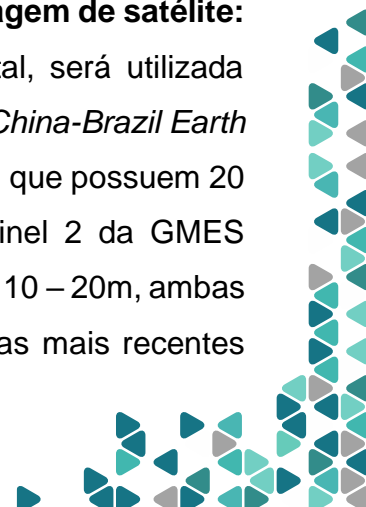 agem de satélite:
tal, será utilizada
China-Brazil Earth
que possuem 20
inel 2 da GMES
10 – 20m, ambas
as mais recentes